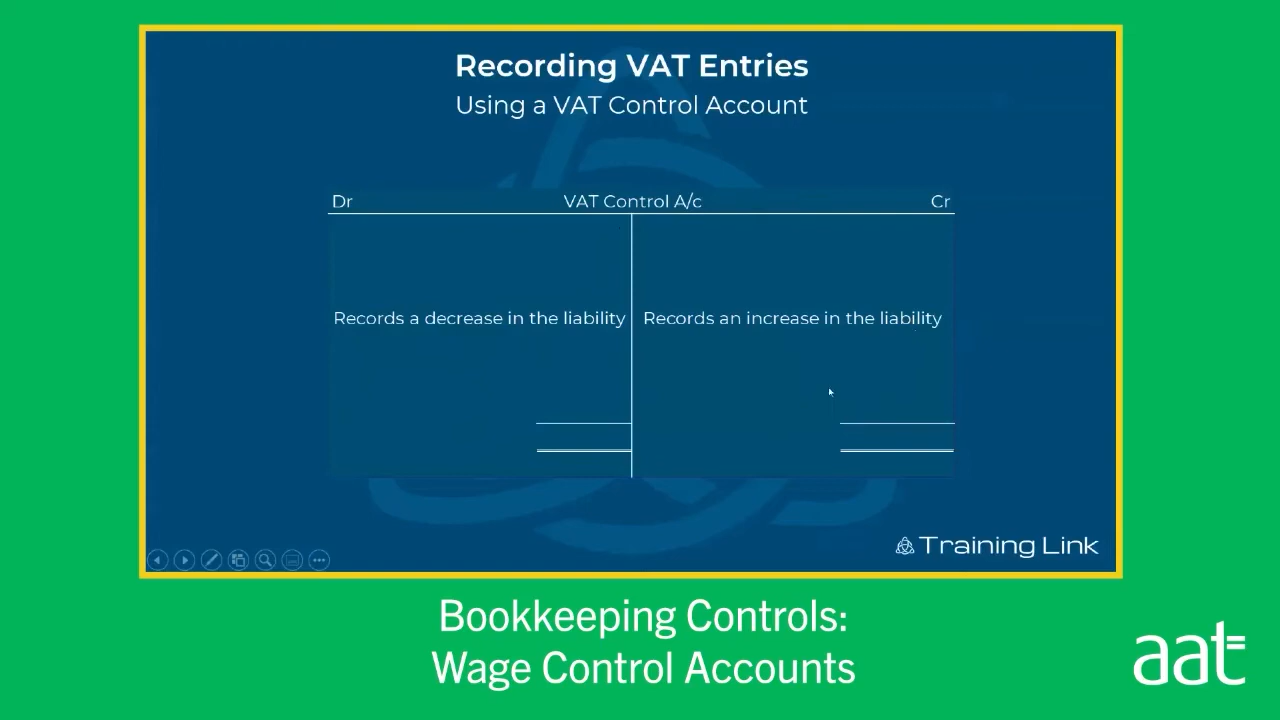 Recording VAT Entries
Using a VAT Control Account
Dr VAT Control A/c Cr
Records a decrease in the liability Records an increase in the liability
Training Link
Bookkeeping Controls:
Wage Control Accounts
aat